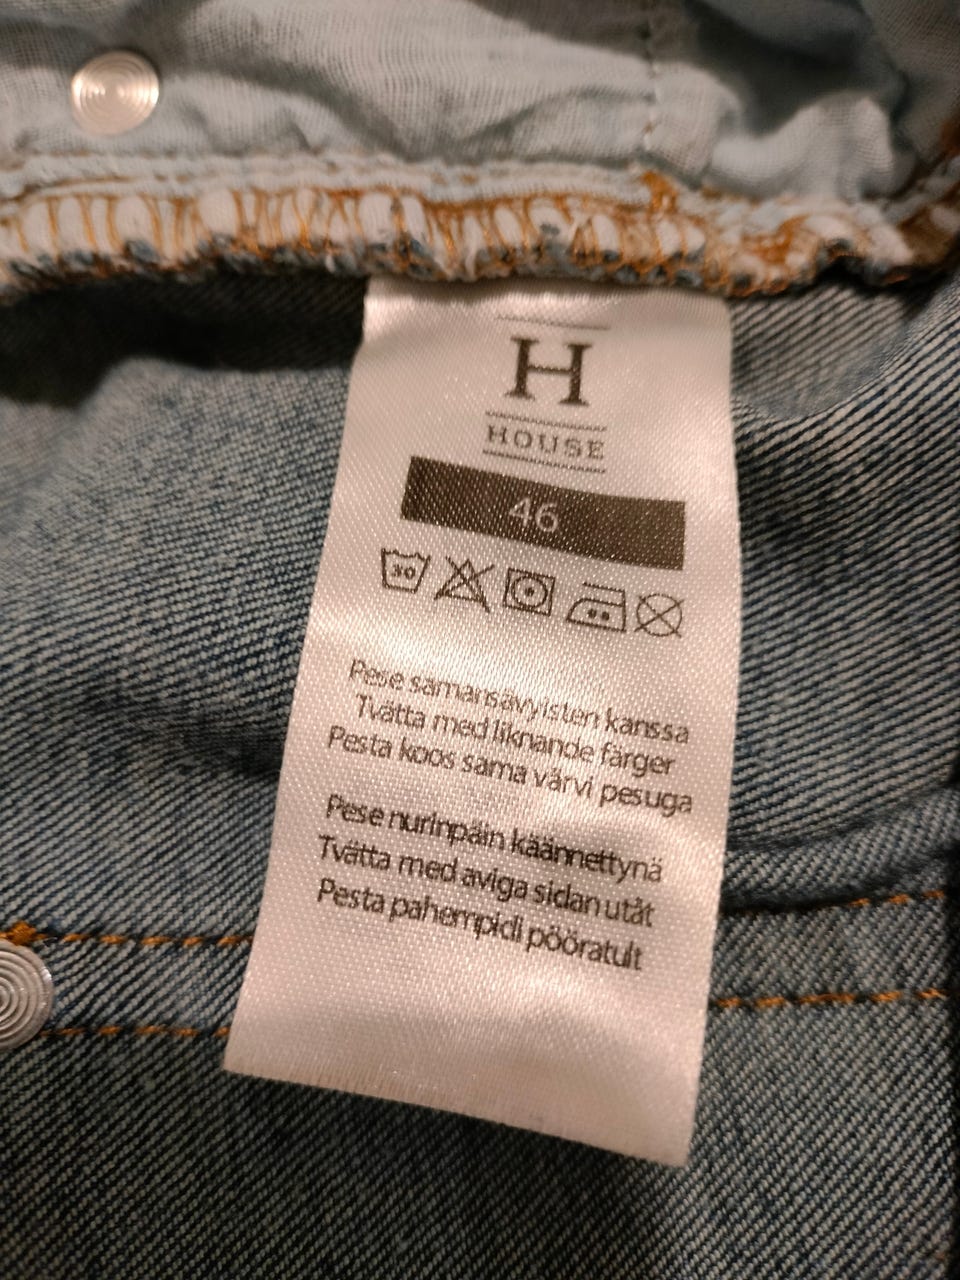 H
HOUSE
46
30
Pese samansävyisten kanssa
Tvätta med liknande färger
Pesta koos sama värvi pesuga
Pese nurinpäin käännettynä
Tvätta med aviga sidan utåt
Pesta pahempidi pööratult